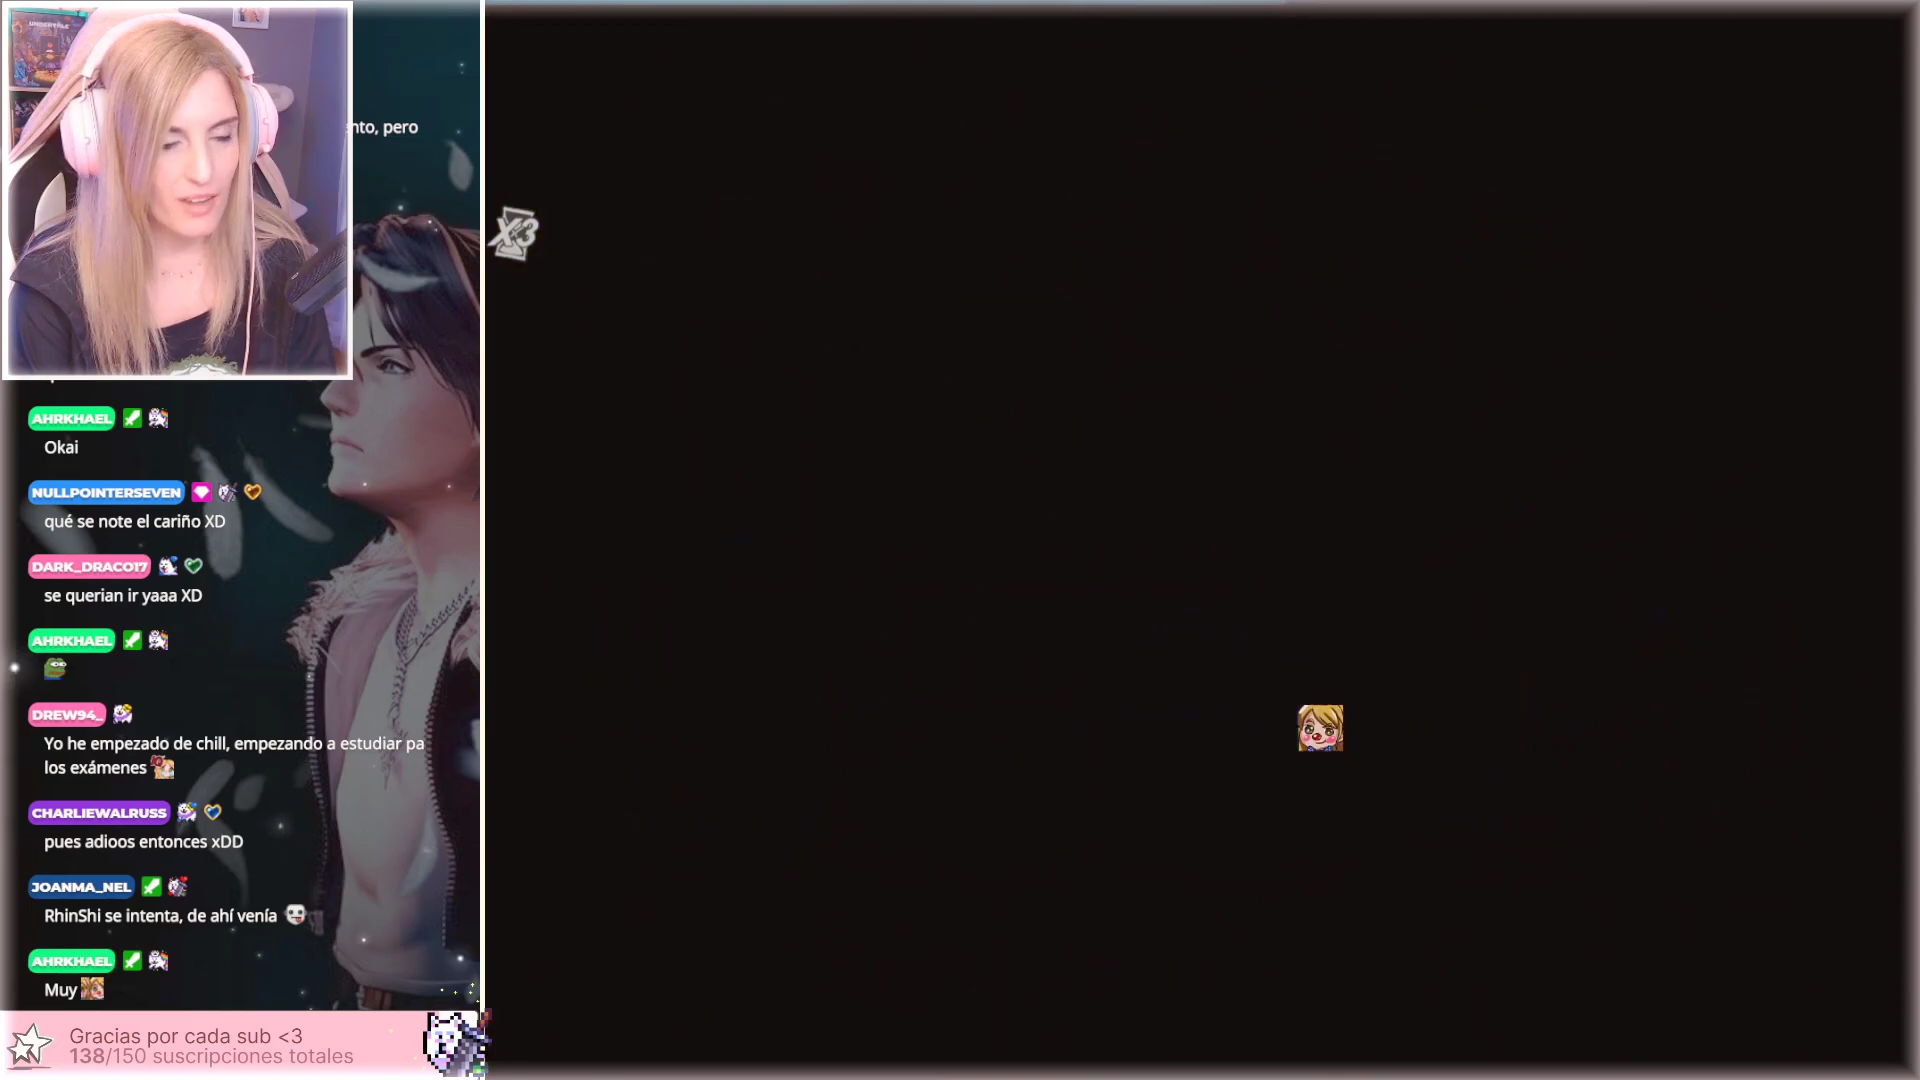 UNDERTALE
nto, pero
X3
AHRKHAEL
Okai
NULLPOINTERSEVEN
qué se note el cariño XD
DARK_DRACO17
se querian ir yaaa XD
AHRKHAEL
DREW94_
Yo he empezado de chill, empezando a estudiar pa
los exámenes
CHARLIEWALRUSS
pues adioos entonces xDD
JOANMA_NEL
RhinShi se intenta, de ahí venía
AHRKHAEL
Muy
Gracias por cada sub <3
138/150 suscripciones totales